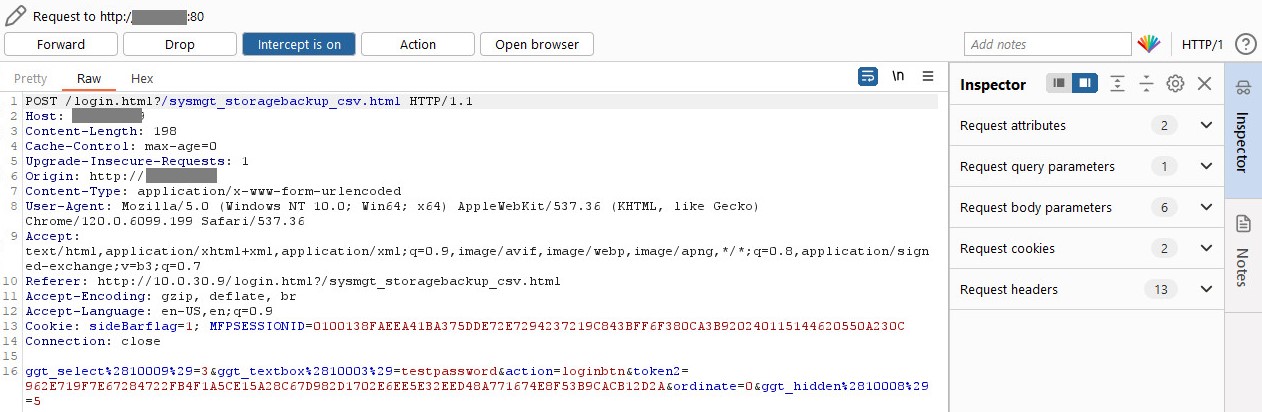 Request to http:/ :80
Forward Drop Intercept is on Action Open browser Add notes HTTP/1 ?
Pretty Raw Hex \n
1 POST /login.html?/sysmgt_storagebackup_csv.html HTTP/1.1
2 Host:
3 Content-Length: 198
4 Cache-Control: max-age=0
5 Upgrade-Insecure-Requests: 1
6 Origin: http://
7 Content-Type: application/x-www-form-urlencoded
8 User-Agent: Mozilla/5.0 (Windows NT 10.0; Win64; x64) AppleWebKit/537.36 (KHTML, like Gecko)
Chrome/120.0.6099.199 Safari/537.36
9 Accept:
text/html,application/xhtml+xml,application/xml;q=0.9,image/avif,image/webp,image/apng,*/*;q=0.8,application/sign
ed-exchange;v=b3;q=0.7
10 Referer: http://10.0.30.9/login.html?/sysmgt_storagebackup_csv.html
11 Accept-Encoding: gzip, deflate, br
12 Accept-Language: en-US,en;q=0.9
13 Cookie: sideBarflag=1; MFPSESSIONID=0100138FAEEA41BA375DDE72E7294237219C843BFF6F380CA3B92024011514462055 0A230C
14 Connection: close
15
16 ggt_select%2810009%29=3&ggt_textbox%2810003%29=testpassword&action=loginbtn&token2=
962E719F7E67284722FB4F1A5CE15A28C67D982D1702E6EE5E32EED48A771674E8F53B9CACB12D2A&ordinate=0&ggt_hidden%2810008%29
=5
Inspector
Request attributes 2
Request query parameters 1
Request body parameters 6
Request cookies 2
Request headers 13
Inspector
Notes